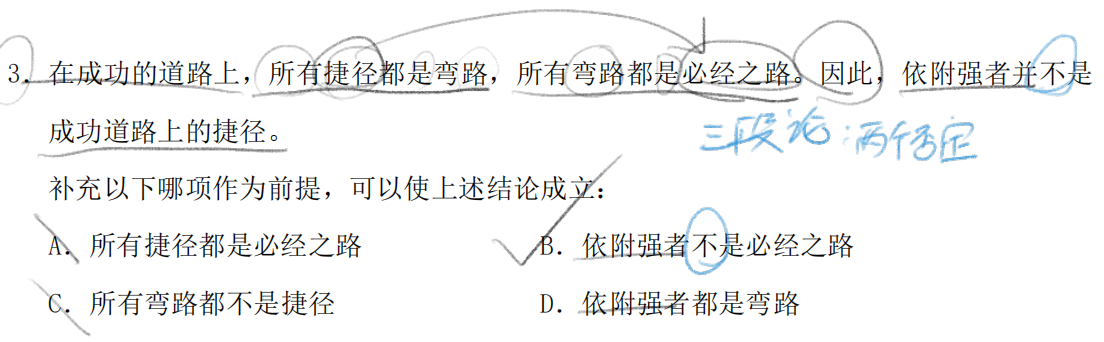 3. 在成功的道路上，所有捷径都是弯路，所有弯路都是必经之路。因此，依附强者并不是
成功道路上的捷径。
三段论：两个否定
补充以下哪项作为前提，可以使上述结论成立：
A. 所有捷径都是必经之路
B. 依附强者不是必经之路
C. 所有弯路都不是捷径
D. 依附强者都是弯路